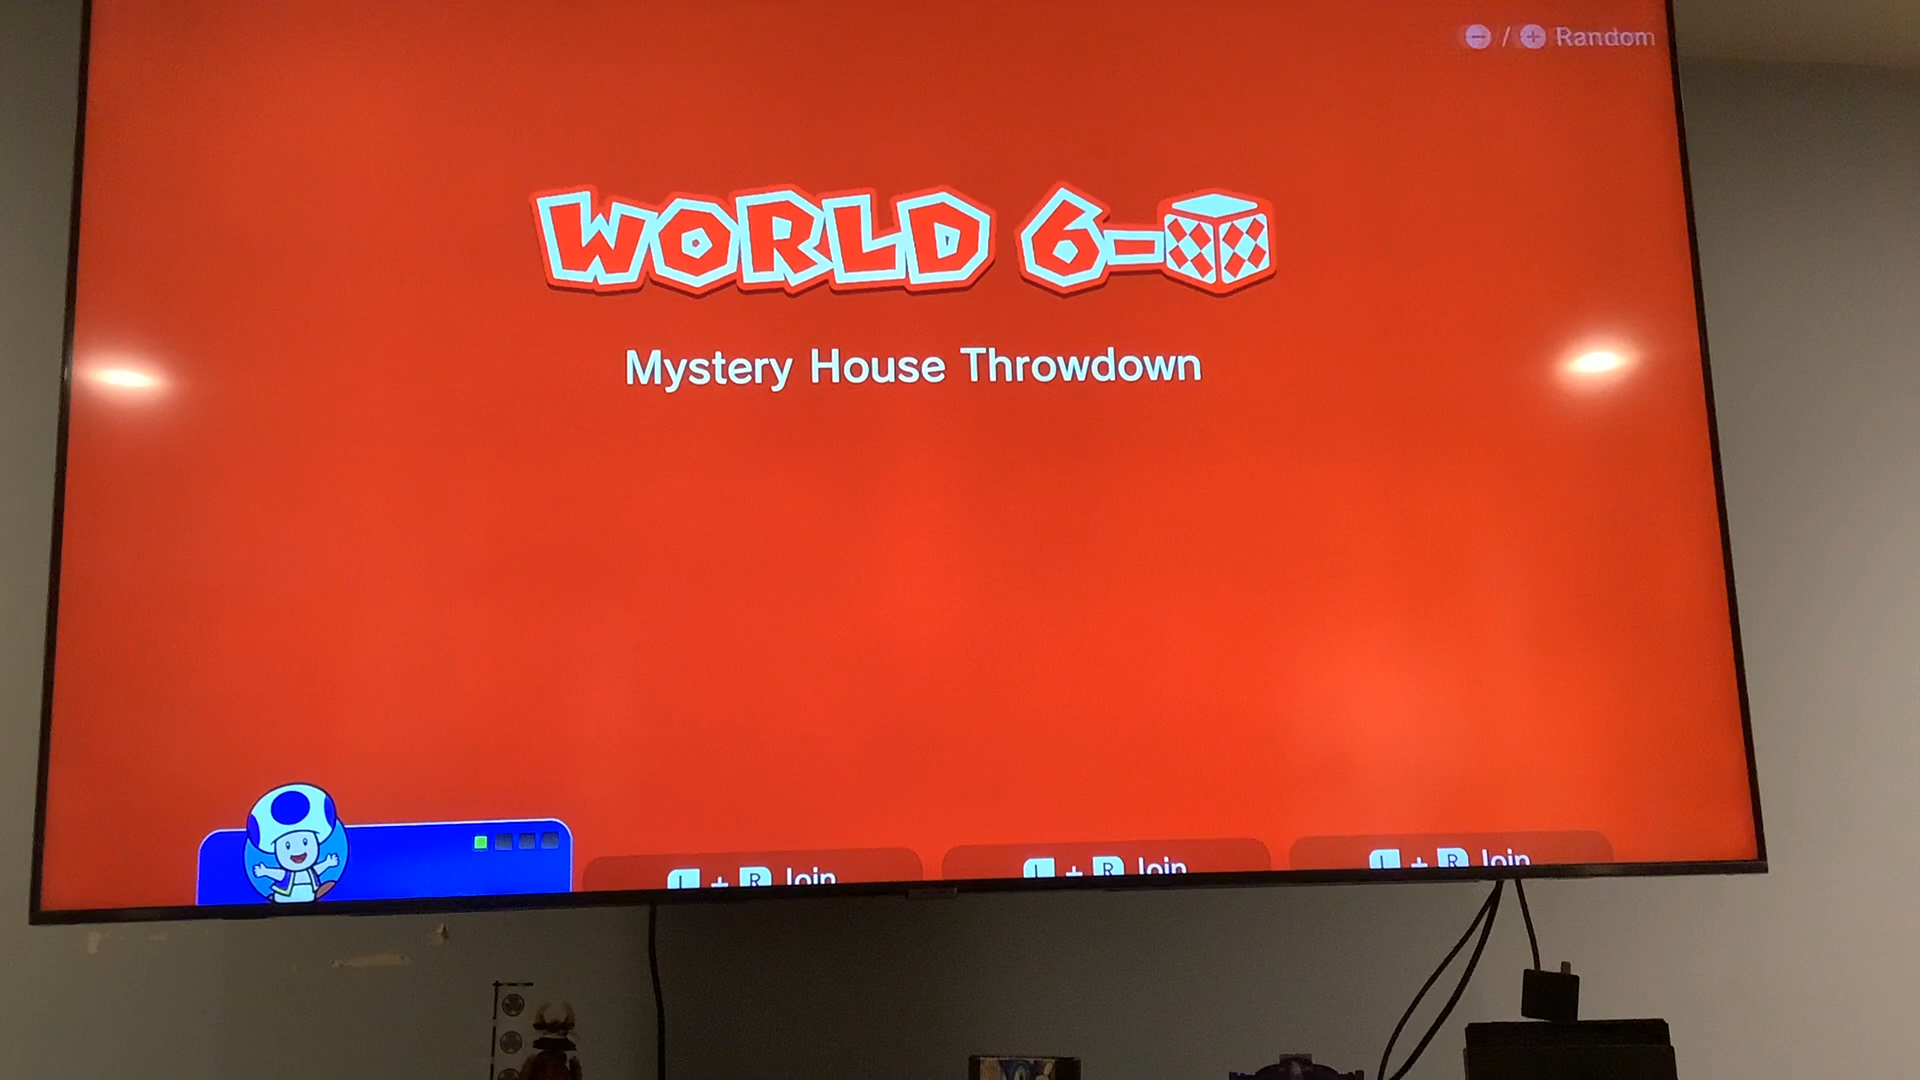 - / + Random
WORLD 6-
Mystery House Throwdown
L + R Join
L + R Join
L + R Join